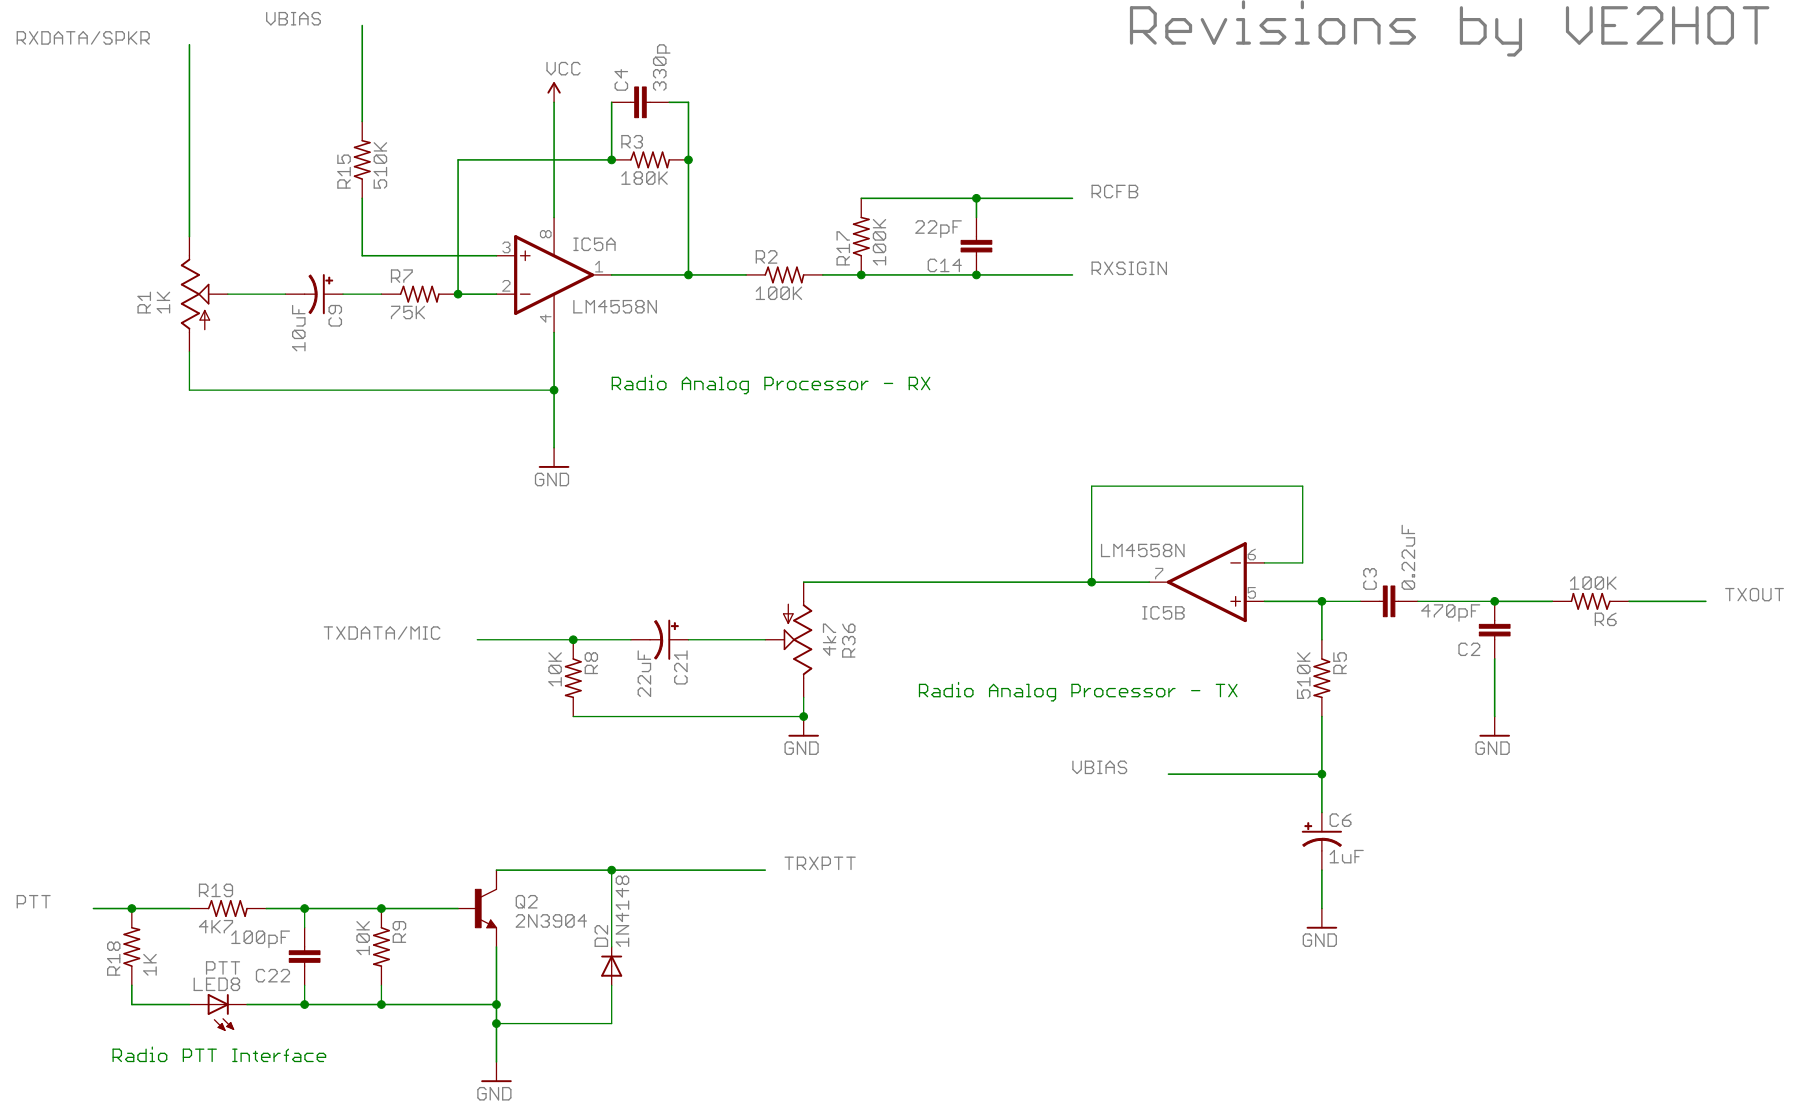 Revisions by VE2HOT
VBIAS
RXDATA/SPKR
VCC
C4
330p
R3
180K
R15
510K
RCFB
22pF
R17
100K
C14
8
IC5A
3
1
R2
100K
RXSIGIN
R7
75K
2
LM4558N
4
R1
1K
10uF
C9
Radio Analog Processor - RX
GND
LM4558N
6
7
5
IC5B
C3
0.22uF
470pF
C2
100K
R6
TXOUT
TXDATA/MIC
10K
R8
22uF
C21
4k7
R36
510K
R5
Radio Analog Processor - TX
GND
GND
VBIAS
C6
1uF
GND
TRXPTT
PTT
R19
4K7
100pF
C22
10K
R9
Q2
2N3904
D2
1N4148
R18
1K
PTT
LED8
Radio PTT Interface
GND